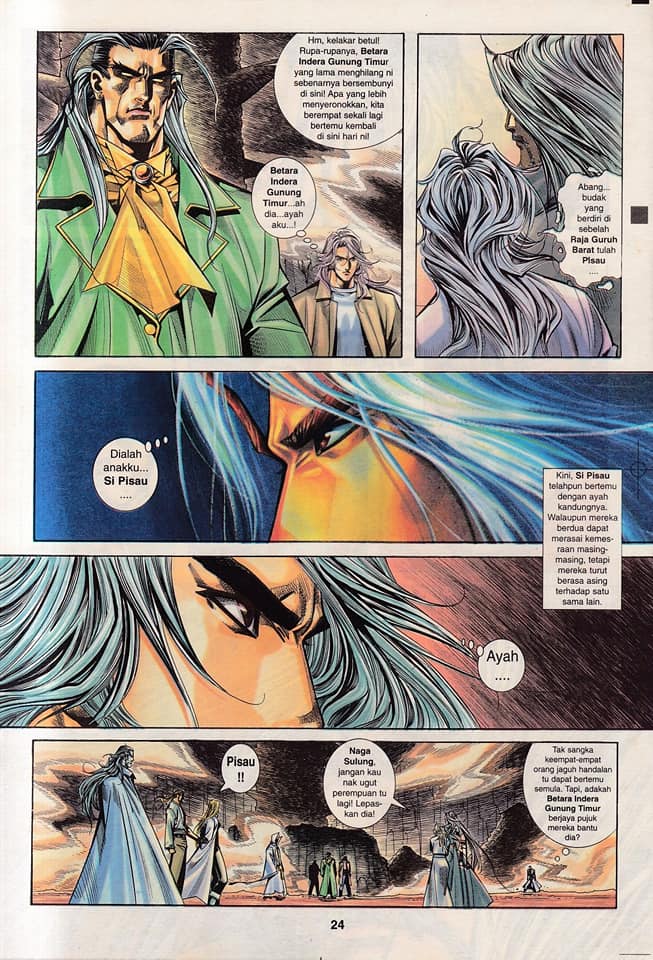 Hm, kelakar betul!
Rupa-rupanya, Betara
Indera Gunung Timur
yang lama menghilang ni
sebenarnya bersembunyi
di sini! Apa yang lebih
menyeronokkan, kita
berempat sekali lagi
bertemu kembali
di sini hari ni!
Betara
Indera
Gunung
Timur...ah
dia...ayah
aku...!
Abang...
budak
yang
berdiri di
sebelah
Raja Guruh
Barat tulah
PIsau
....
Dialah
anakku...
Si Pisau
....
Kini, Si Pisau
telahpun bertemu
dengan ayah
kandungnya.
Walaupun mereka
berdua dapat
merasai kemes-
raan masing-
masing, tetapi
mereka turut
berasa asing
terhadap satu
sama lain.
Ayah
....
Pisau
!!
Naga
Sulung,
jangan kau
nak ugut
perempuan tu
lagi! Lepas-
kan dia!
Tak sangka
keempat-empat
orang jaguh handalan
tu dapat bertemu
semula. Tapi, adakah
Betara Indera
Gunung Timur
berjaya pujuk
mereka bantu
dia?
24